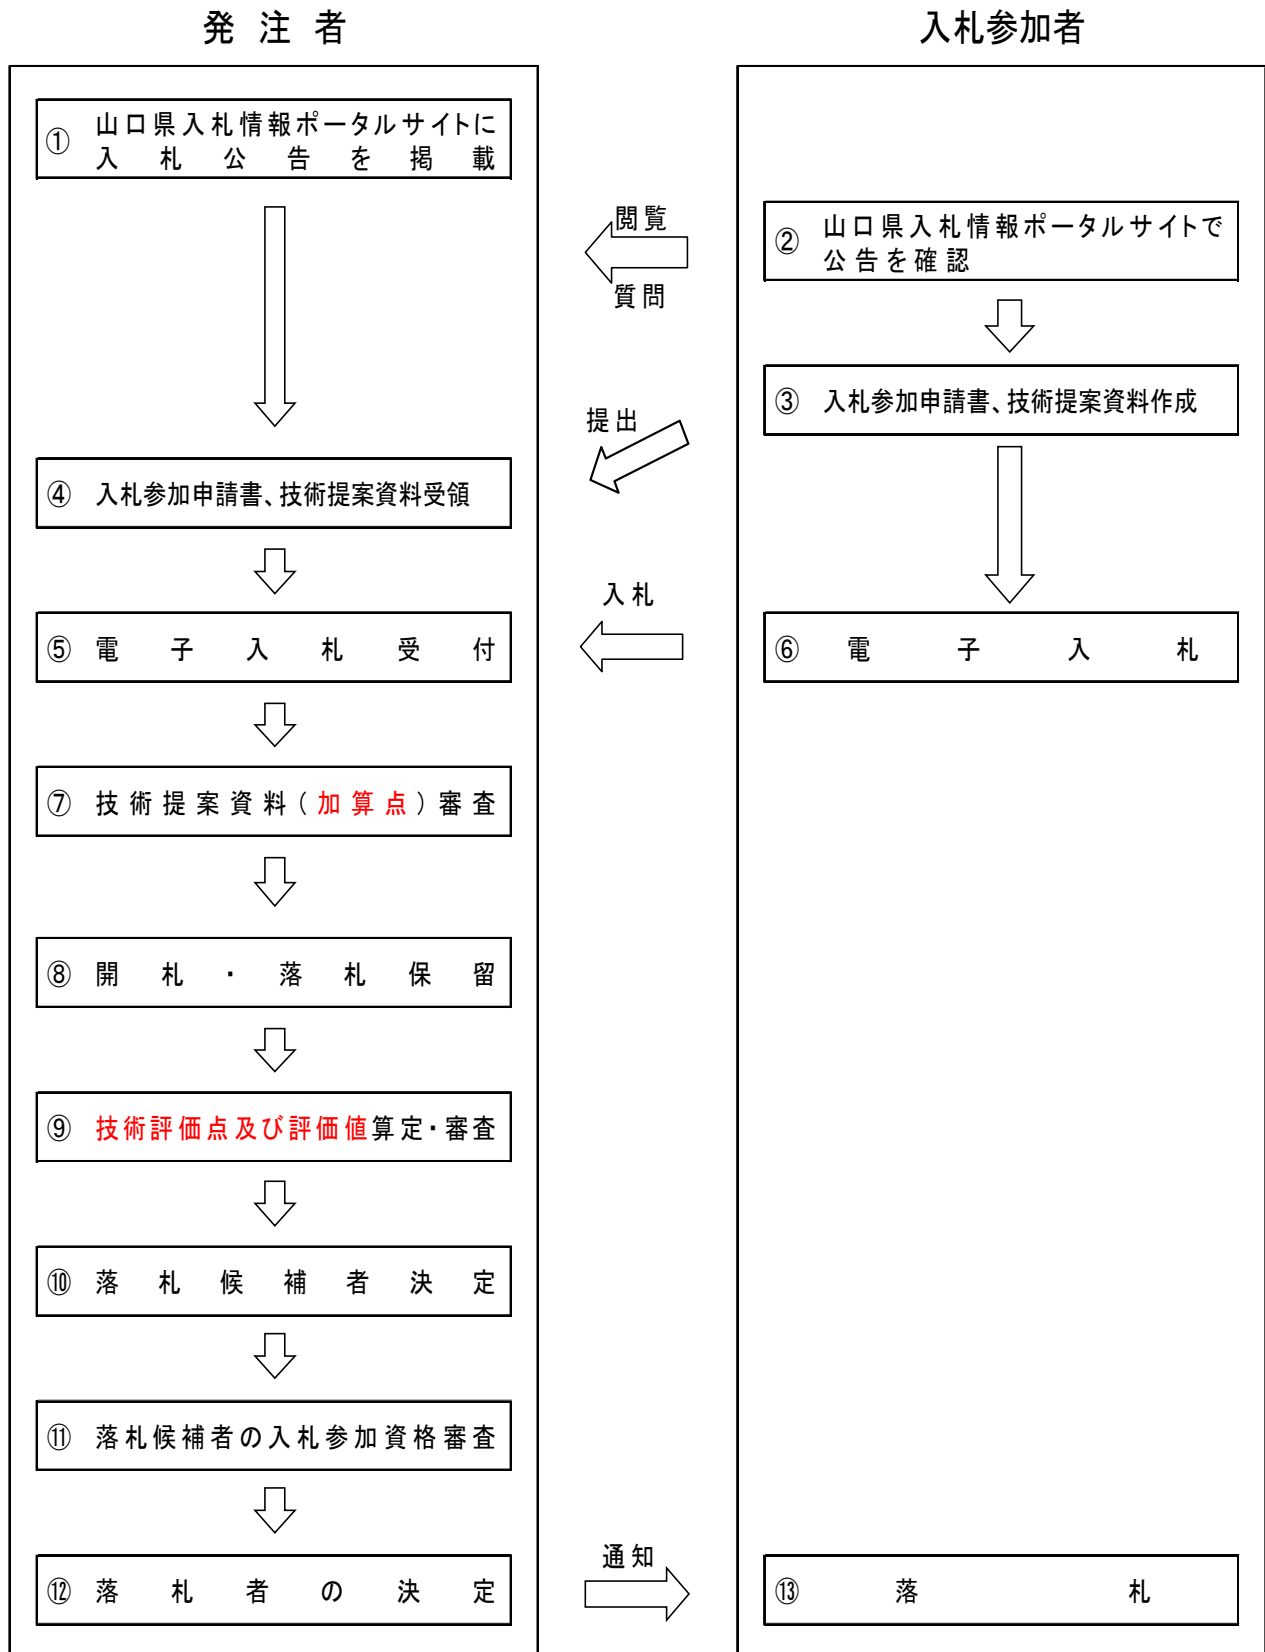 発注者
入札参加者
① 山口県入札情報ポータルサイトに
入札公告を掲載
閲覧
質問
② 山口県入札情報ポータルサイトで
公告を確認
③ 入札参加申請書、技術提案資料作成
提出
④ 入札参加申請書、技術提案資料受領
入札
⑤ 電子入札受付
⑥ 電子入札
⑦ 技術提案資料(加算点)審査
⑧ 開札・落札保留
⑨ 技術評価点及び評価値算定・審査
⑩ 落札候補者決定
⑪ 落札候補者の入札参加資格審査
通知
⑫ 落札者の決定
⑬ 落札